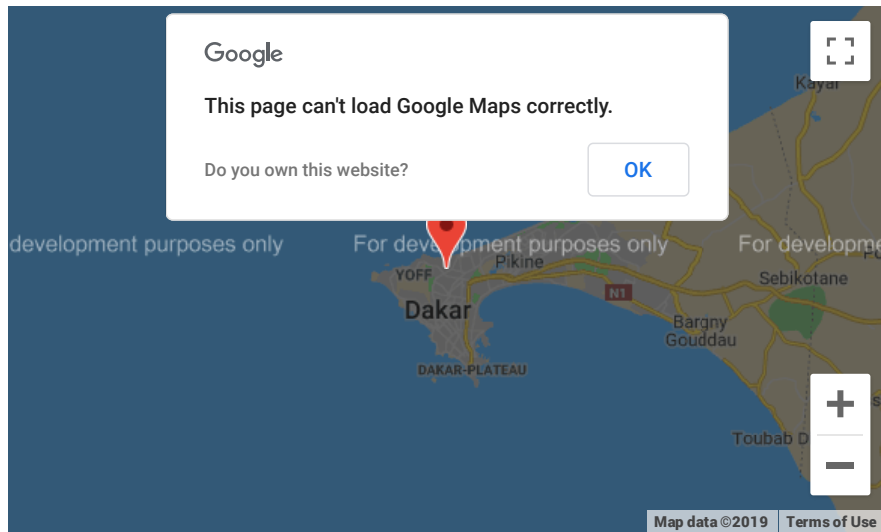 Google
This page can't load Google Maps correctly.
Do you own this website?
OK
Kayar
development purposes only
For development purposes only
For developme
YOFF
Pikine
Sebikotane
N1
Dakar
Bargny
Gouddau
DAKAR-PLATEAU
Toubab D
Map data ©2019
Terms of Use